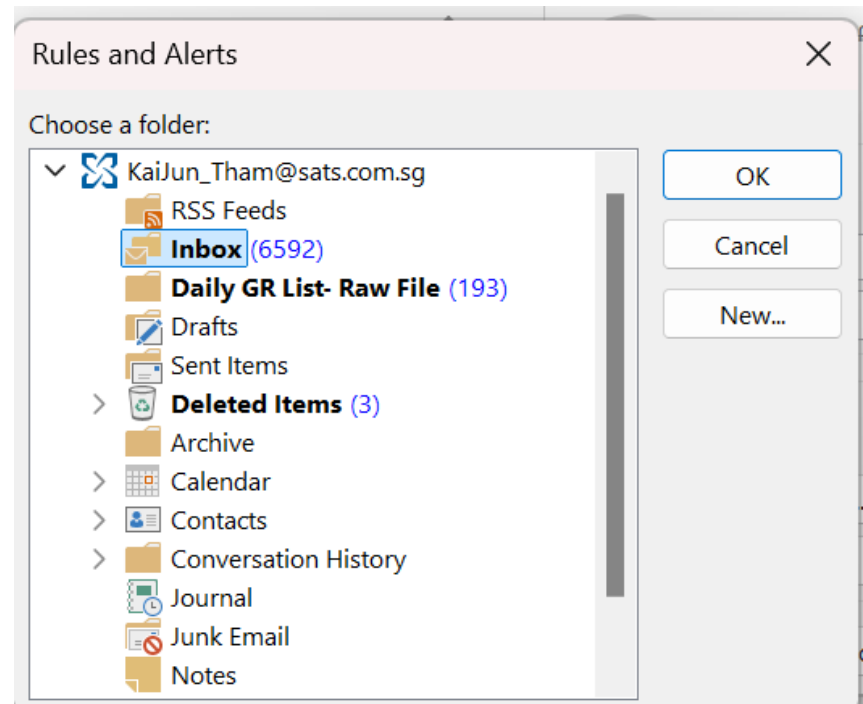 Rules and Alerts
Choose a folder:
KaiJun_Tham@sats.com.sg
OK
RSS Feeds
Inbox (6592)
Cancel
Daily GR List- Raw File (193)
New...
Drafts
Sent Items
Deleted Items (3)
Archive
Calendar
Contacts
Conversation History
Journal
Junk Email
Notes